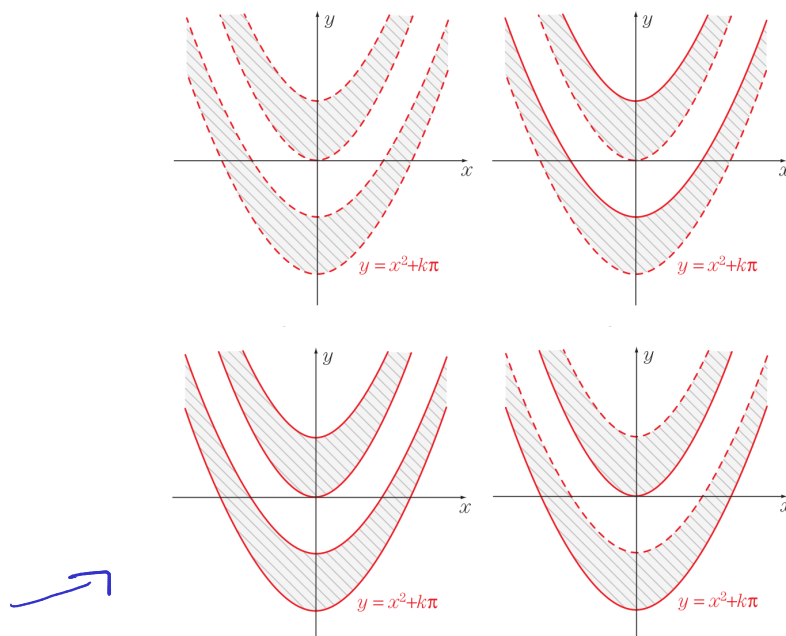 y y
x x
y = x²+kπ y = x²+kπ
y y
x x
y = x²+kπ y = x²+kπ